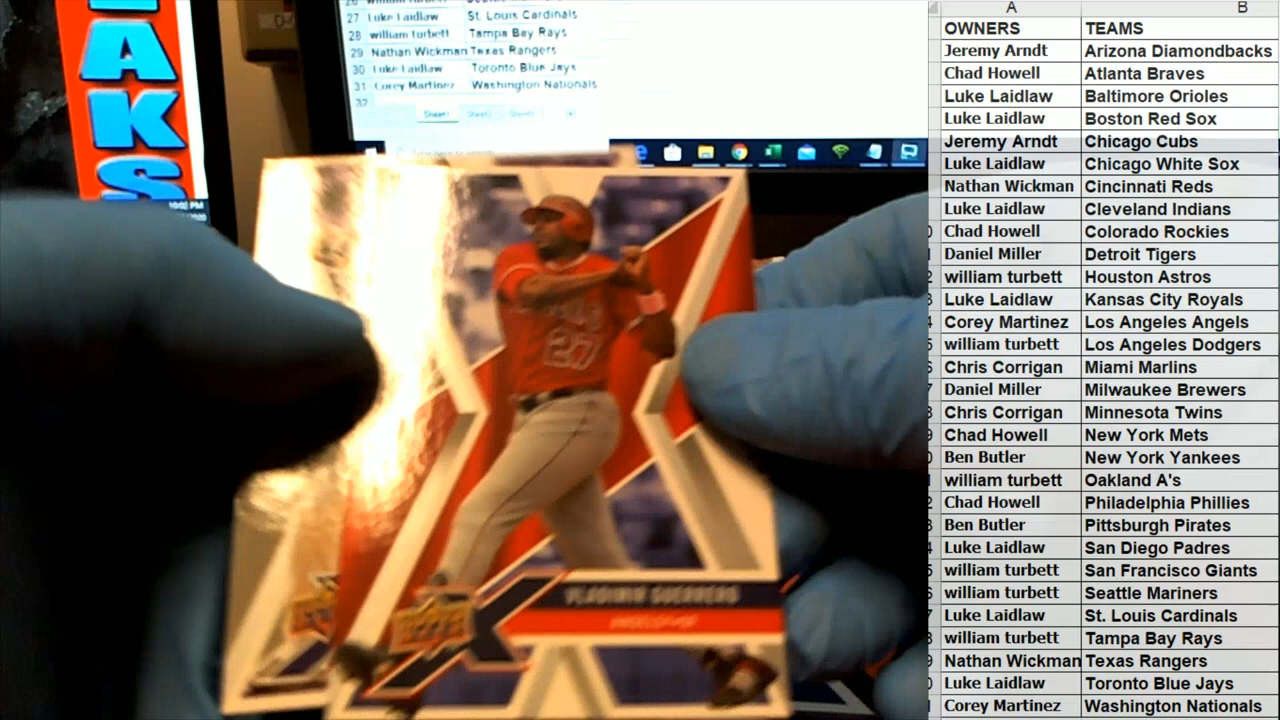 AKS
27 Luke Laidlaw St. Louis Cardinals
28 william turbett Tampa Bay Rays
29 Nathan Wickman Texas Rangers
30 Luke Laidlaw Toronto Blue Jays
31 Corey Martinez Washington Nationals
32
Sheet1 Sheet2 Sheet3
10:02 PM
27
VLADIMIR GUERRERO
UPPER
A B
OWNERS TEAMS
Jeremy Arndt Arizona Diamondbacks
Chad Howell Atlanta Braves
Luke Laidlaw Baltimore Orioles
Luke Laidlaw Boston Red Sox
Jeremy Arndt Chicago Cubs
Luke Laidlaw Chicago White Sox
Nathan Wickman Cincinnati Reds
Luke Laidlaw Cleveland Indians
Chad Howell Colorado Rockies
Daniel Miller Detroit Tigers
william turbett Houston Astros
Luke Laidlaw Kansas City Royals
Corey Martinez Los Angeles Angels
william turbett Los Angeles Dodgers
Chris Corrigan Miami Marlins
Daniel Miller Milwaukee Brewers
Chris Corrigan Minnesota Twins
Chad Howell New York Mets
Ben Butler New York Yankees
william turbett Oakland A's
Chad Howell Philadelphia Phillies
Ben Butler Pittsburgh Pirates
Luke Laidlaw San Diego Padres
william turbett San Francisco Giants
william turbett Seattle Mariners
Luke Laidlaw St. Louis Cardinals
william turbett Tampa Bay Rays
Nathan Wickman Texas Rangers
Luke Laidlaw Toronto Blue Jays
Corey Martinez Washington Nationals